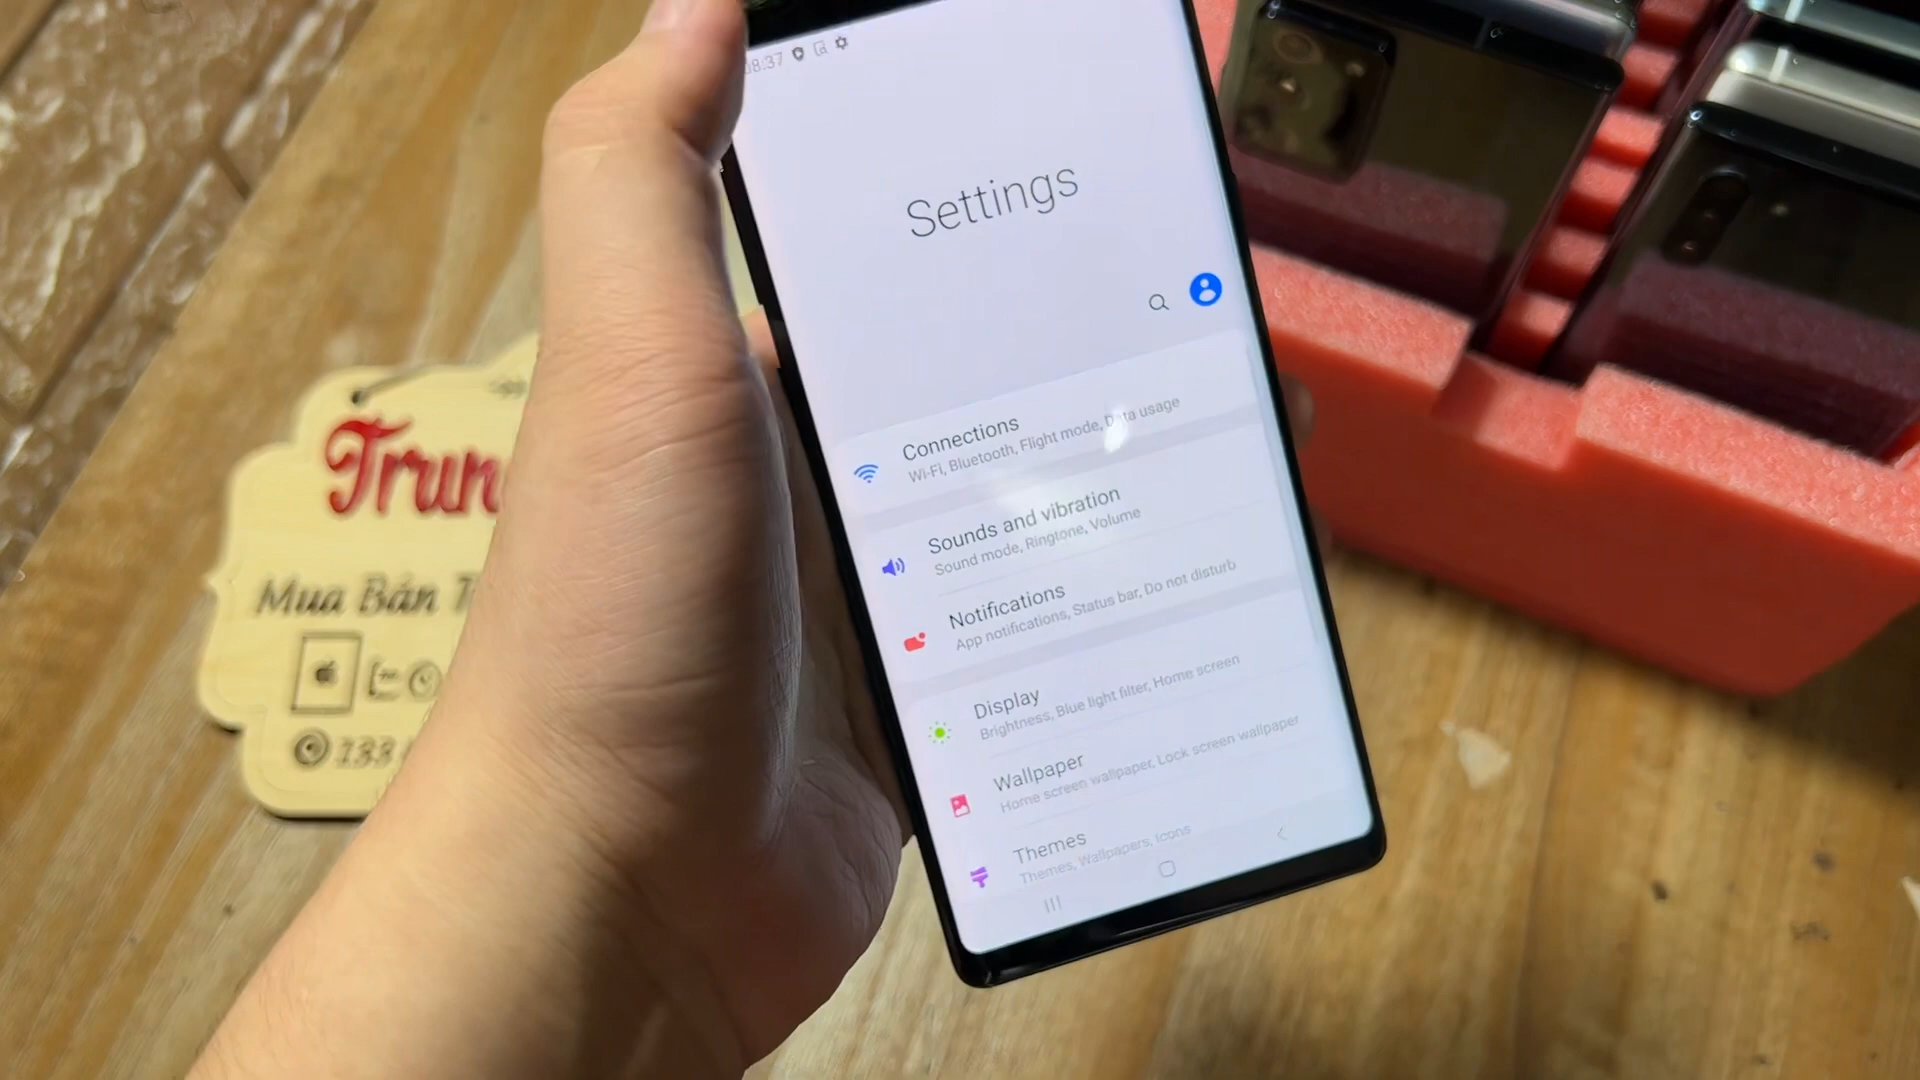 08:37
Settings
Connections
Wi-Fi, Bluetooth, Flight mode, Data usage
Sounds and vibration
Sound mode, Ringtone, Volume
Notifications
App notifications, Status bar, Do not disturb
Display
Brightness, Blue light filter, Home screen
Wallpaper
Home screen wallpaper, Lock screen wallpaper
Themes
Themes, Wallpapers, Icons
Trun
Mua Bán T
133